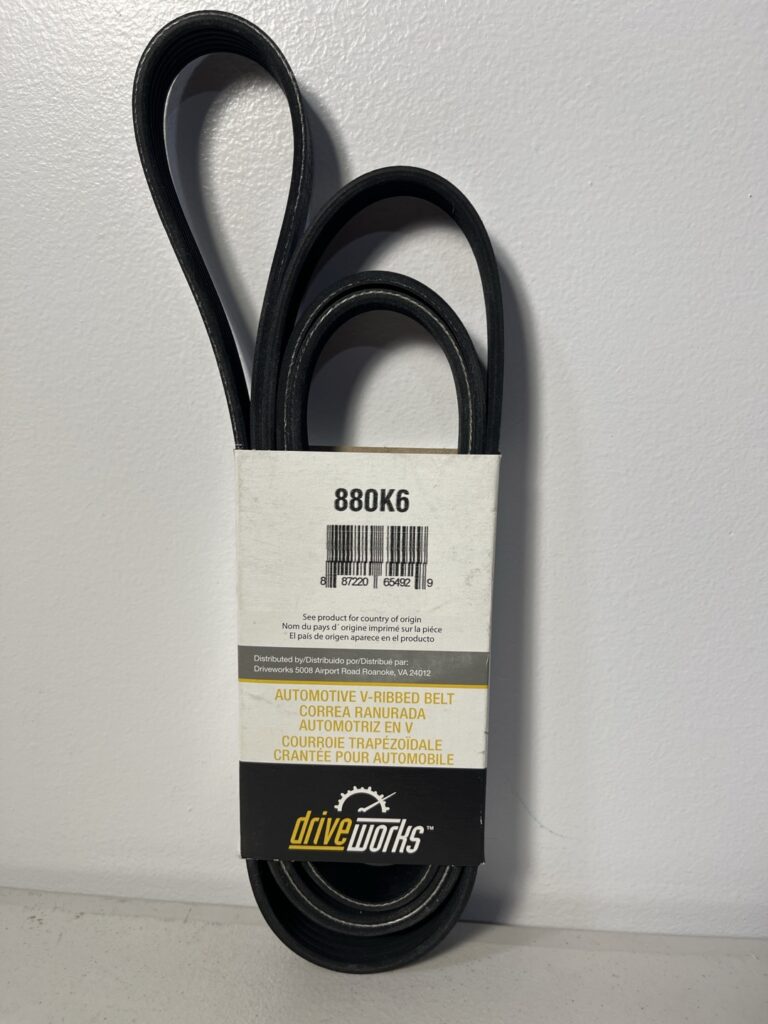 880K6
8 87220 65492 9
See product for country of origin
Nom du pays d´ origine imprimé sur la piéce
El país de origen aparece en el producto
Distributed by/Distribuido por/Distribué par:
Driveworks 5008 Airport Road Roanoke, VA 24012
AUTOMOTIVE V-RIBBED BELT
CORREA RANURADA
AUTOMOTRIZ EN V
COURROIE TRAPÉZOÏDALE
CRANTÉE POUR AUTOMOBILE
driveworks™